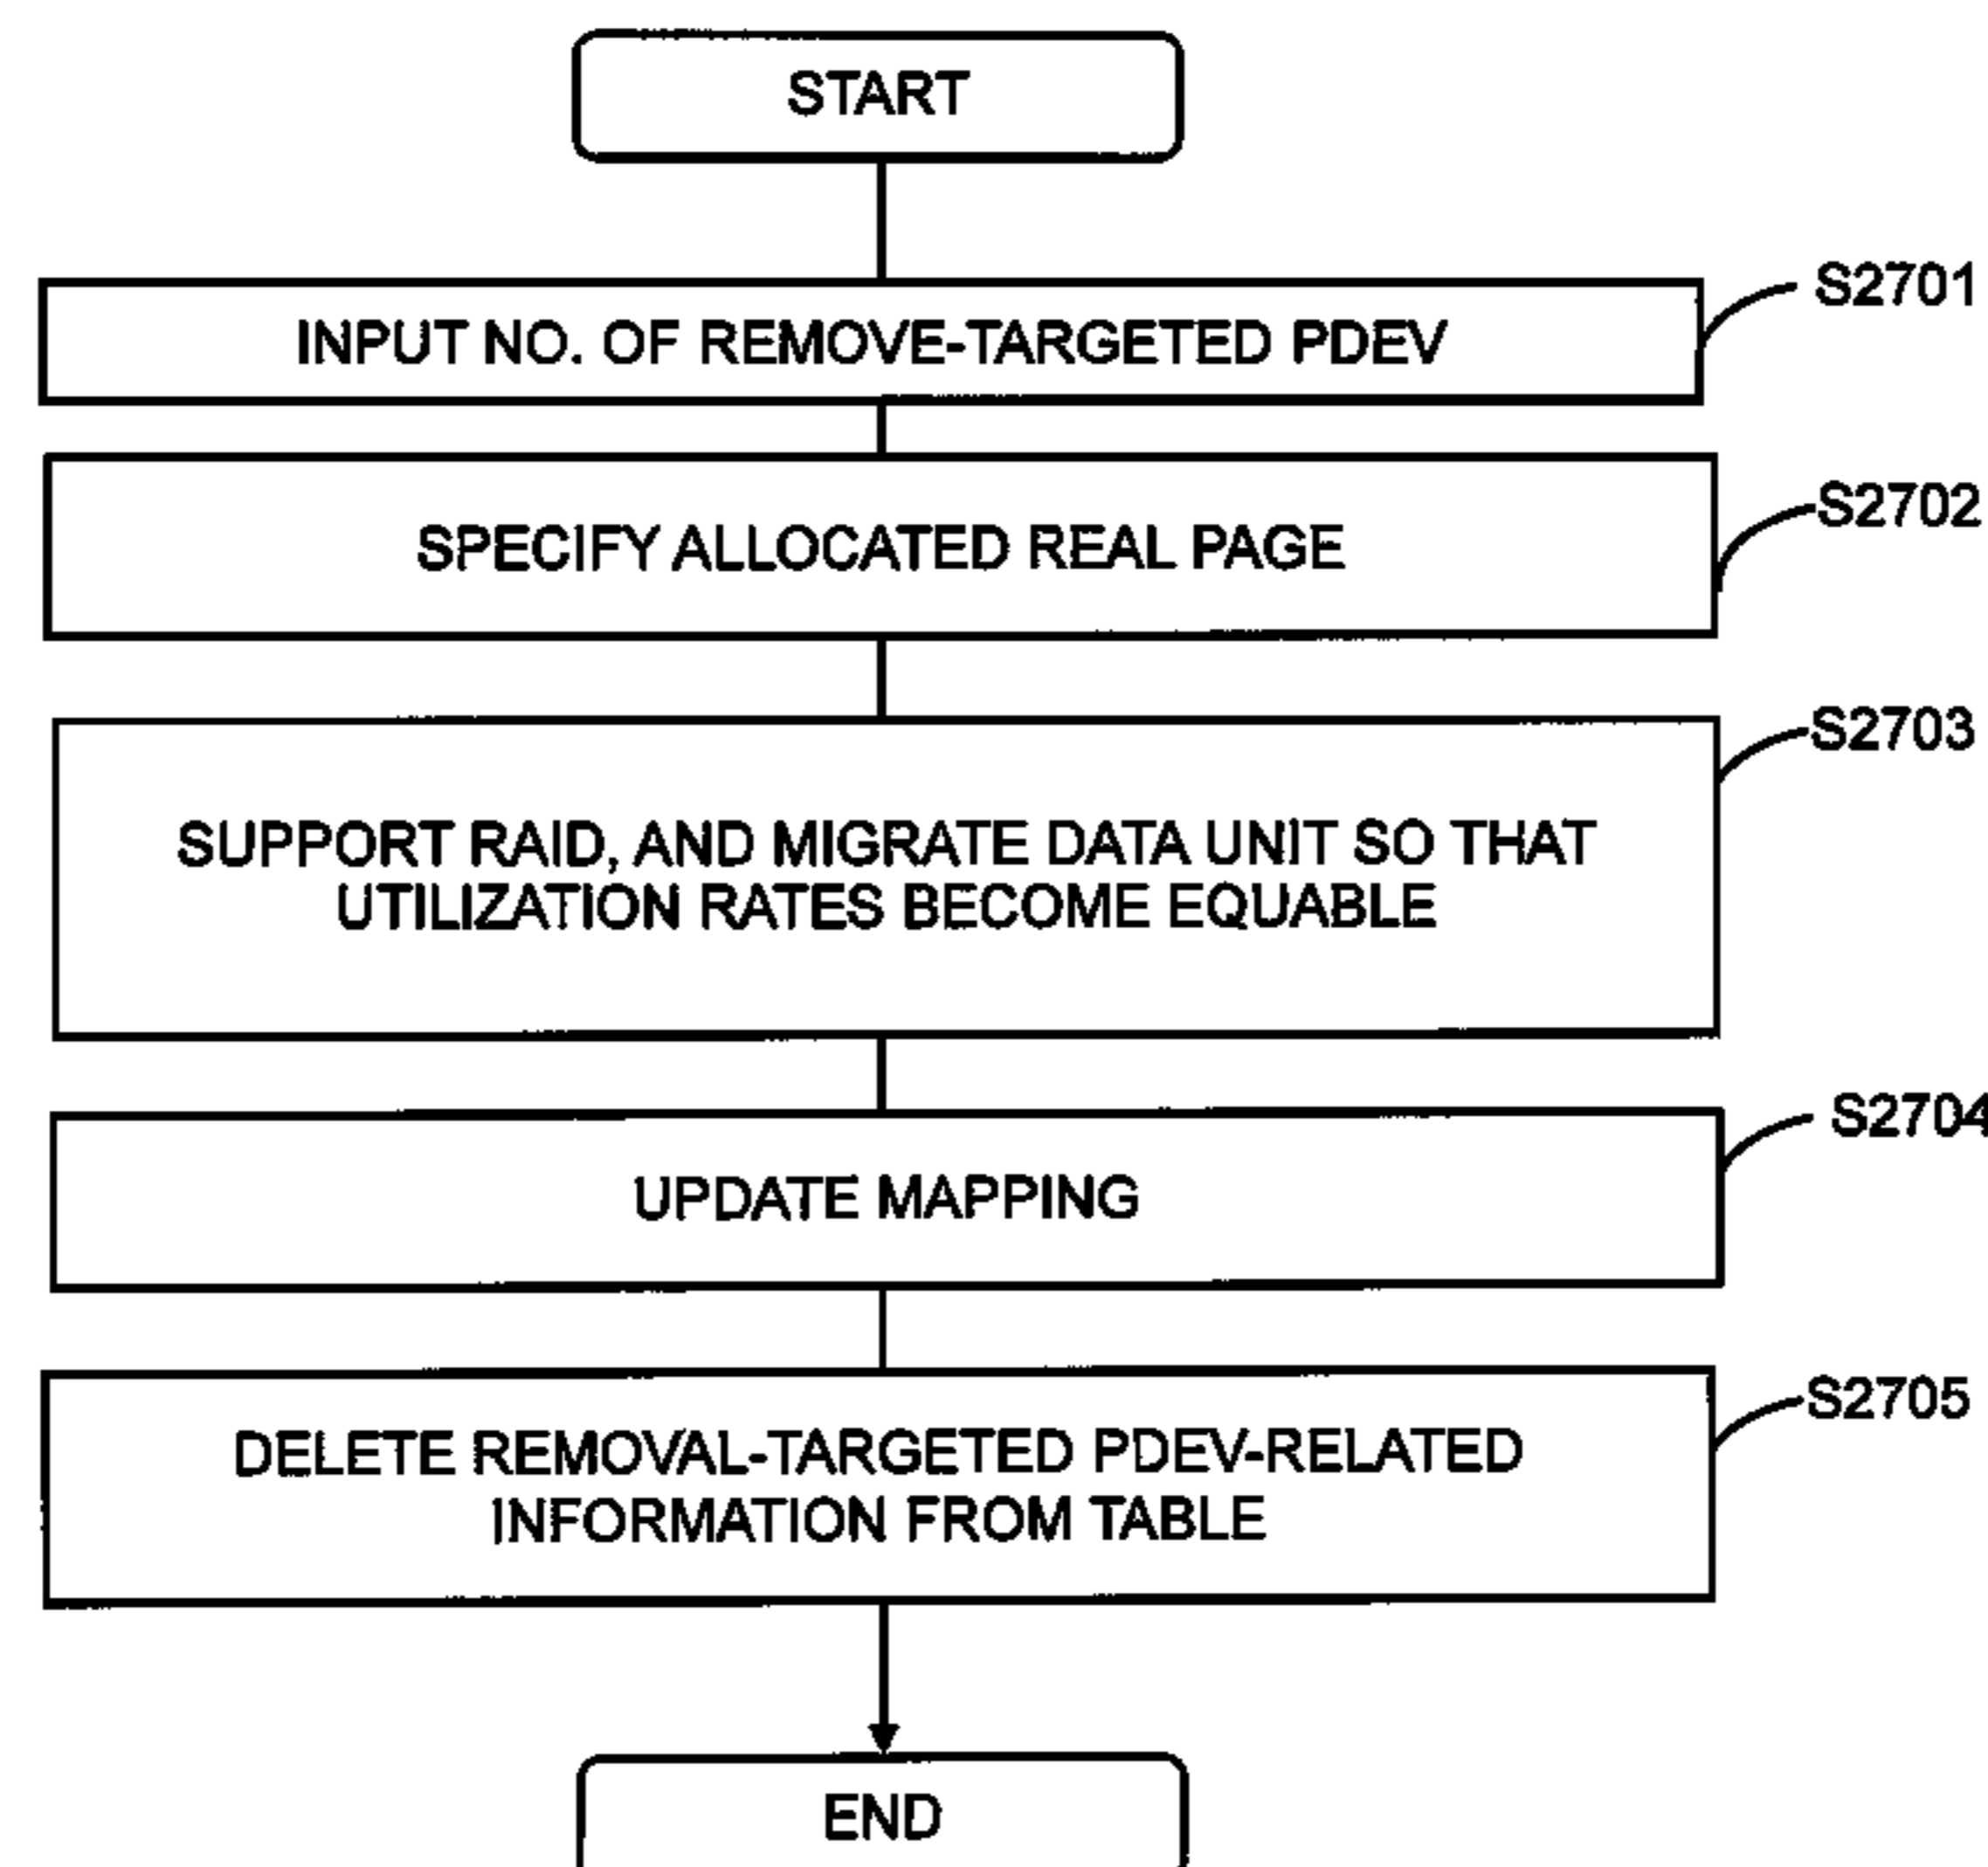 START
INPUT NO. OF REMOVE-TARGETED PDEV
S2701
SPECIFY ALLOCATED REAL PAGE
S2702
SUPPORT RAID, AND MIGRATE DATA UNIT SO THAT
UTILIZATION RATES BECOME EQUABLE
S2703
UPDATE MAPPING
S2704
DELETE REMOVAL-TARGETED PDEV-RELATED
INFORMATION FROM TABLE
S2705
END